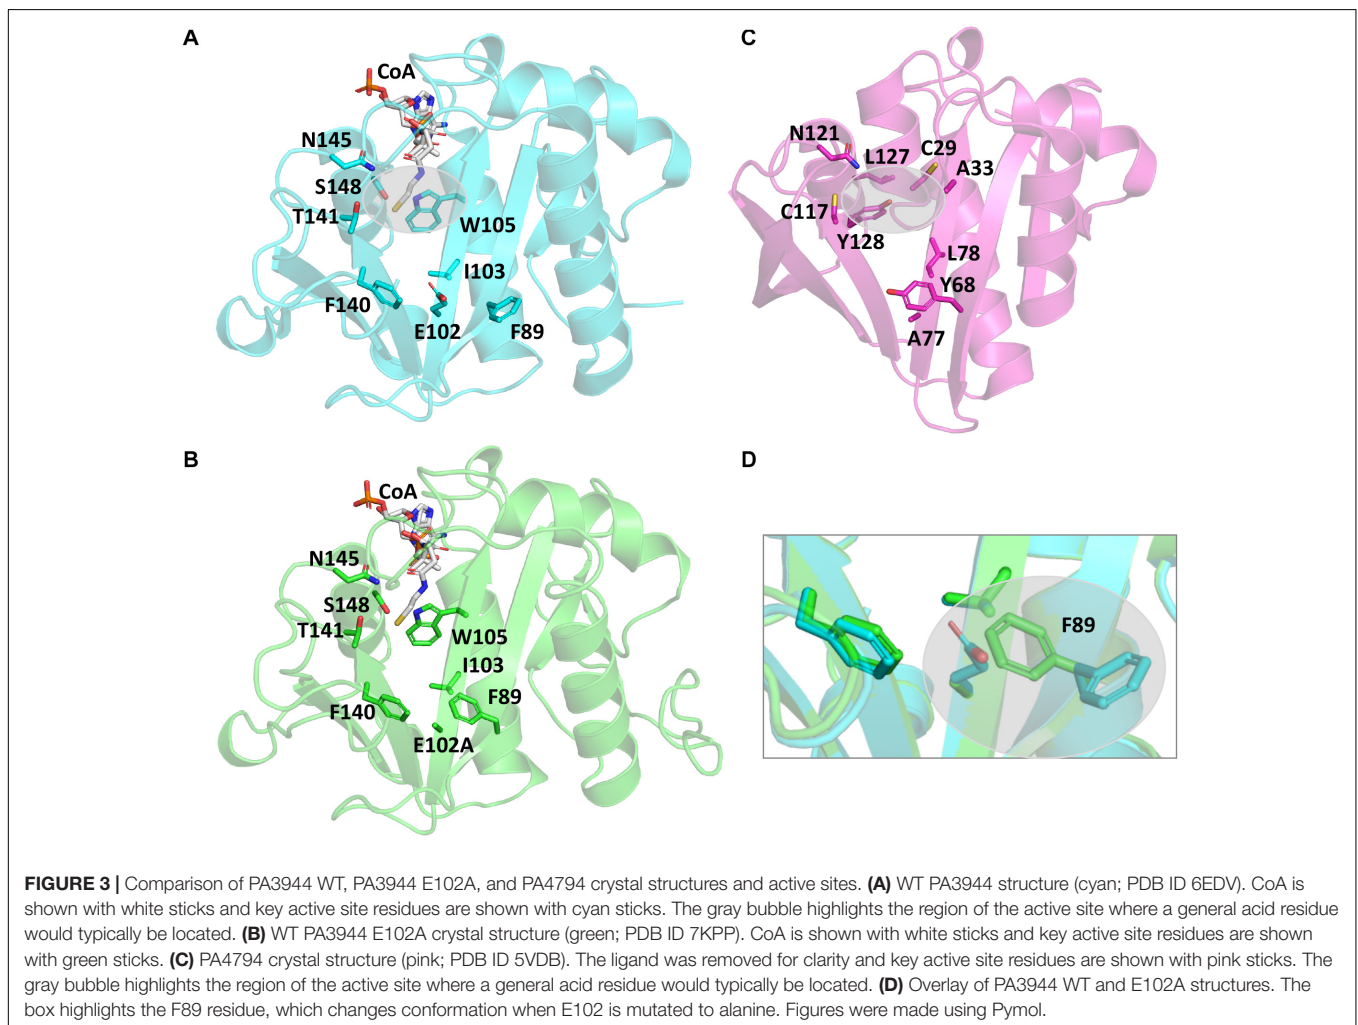 A
CoA
N145
S148
T141
W105
I103
F140
E102
F89
C
N121
L127
C29
A33
C117
Y128
L78
Y68
A77
B
CoA
N145
S148
T141
W105
I103
F89
F140
E102A
D
F89
FIGURE 3 | Comparison of PA3944 WT, PA3944 E102A, and PA4794 crystal structures and active sites. (A) WT PA3944 structure (cyan; PDB ID 6EDV). CoA is
shown with white sticks and key active site residues are shown with cyan sticks. The gray bubble highlights the region of the active site where a general acid residue
would typically be located. (B) WT PA3944 E102A crystal structure (green; PDB ID 7KPP). CoA is shown with white sticks and key active site residues are shown
with green sticks. (C) PA4794 crystal structure (pink; PDB ID 5VDB). The ligand was removed for clarity and key active site residues are shown with pink sticks. The
gray bubble highlights the region of the active site where a general acid residue would typically be located. (D) Overlay of PA3944 WT and E102A structures. The
box highlights the F89 residue, which changes conformation when E102 is mutated to alanine. Figures were made using Pymol.